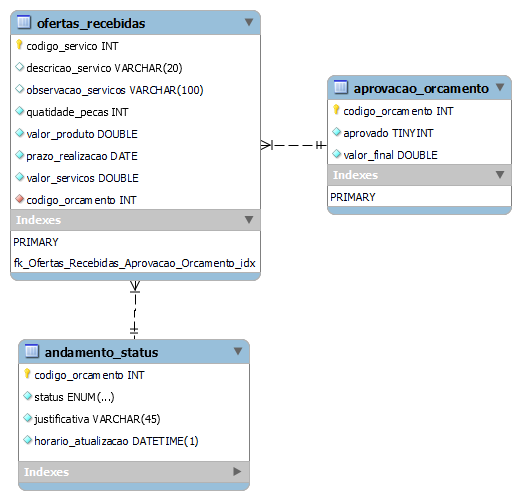 ofertas_recebidas
codigo_servico INT
descricao_servico VARCHAR(20)
observacao_servicos VARCHAR(100)
quatidade_pecas INT
valor_produto DOUBLE
prazo_realizacao DATE
valor_servicos DOUBLE
codigo_orcamento INT
Indexes
PRIMARY
fk_Ofertas_Recebidas_Aprovacao_Orcamento_idx
aprovacao_orcamento
codigo_orcamento INT
aprovado TINYINT
valor_final DOUBLE
Indexes
PRIMARY
andamento_status
codigo_orcamento INT
status ENUM(...)
justificativa VARCHAR(45)
horario_atualizacao DATETIME(1)
Indexes